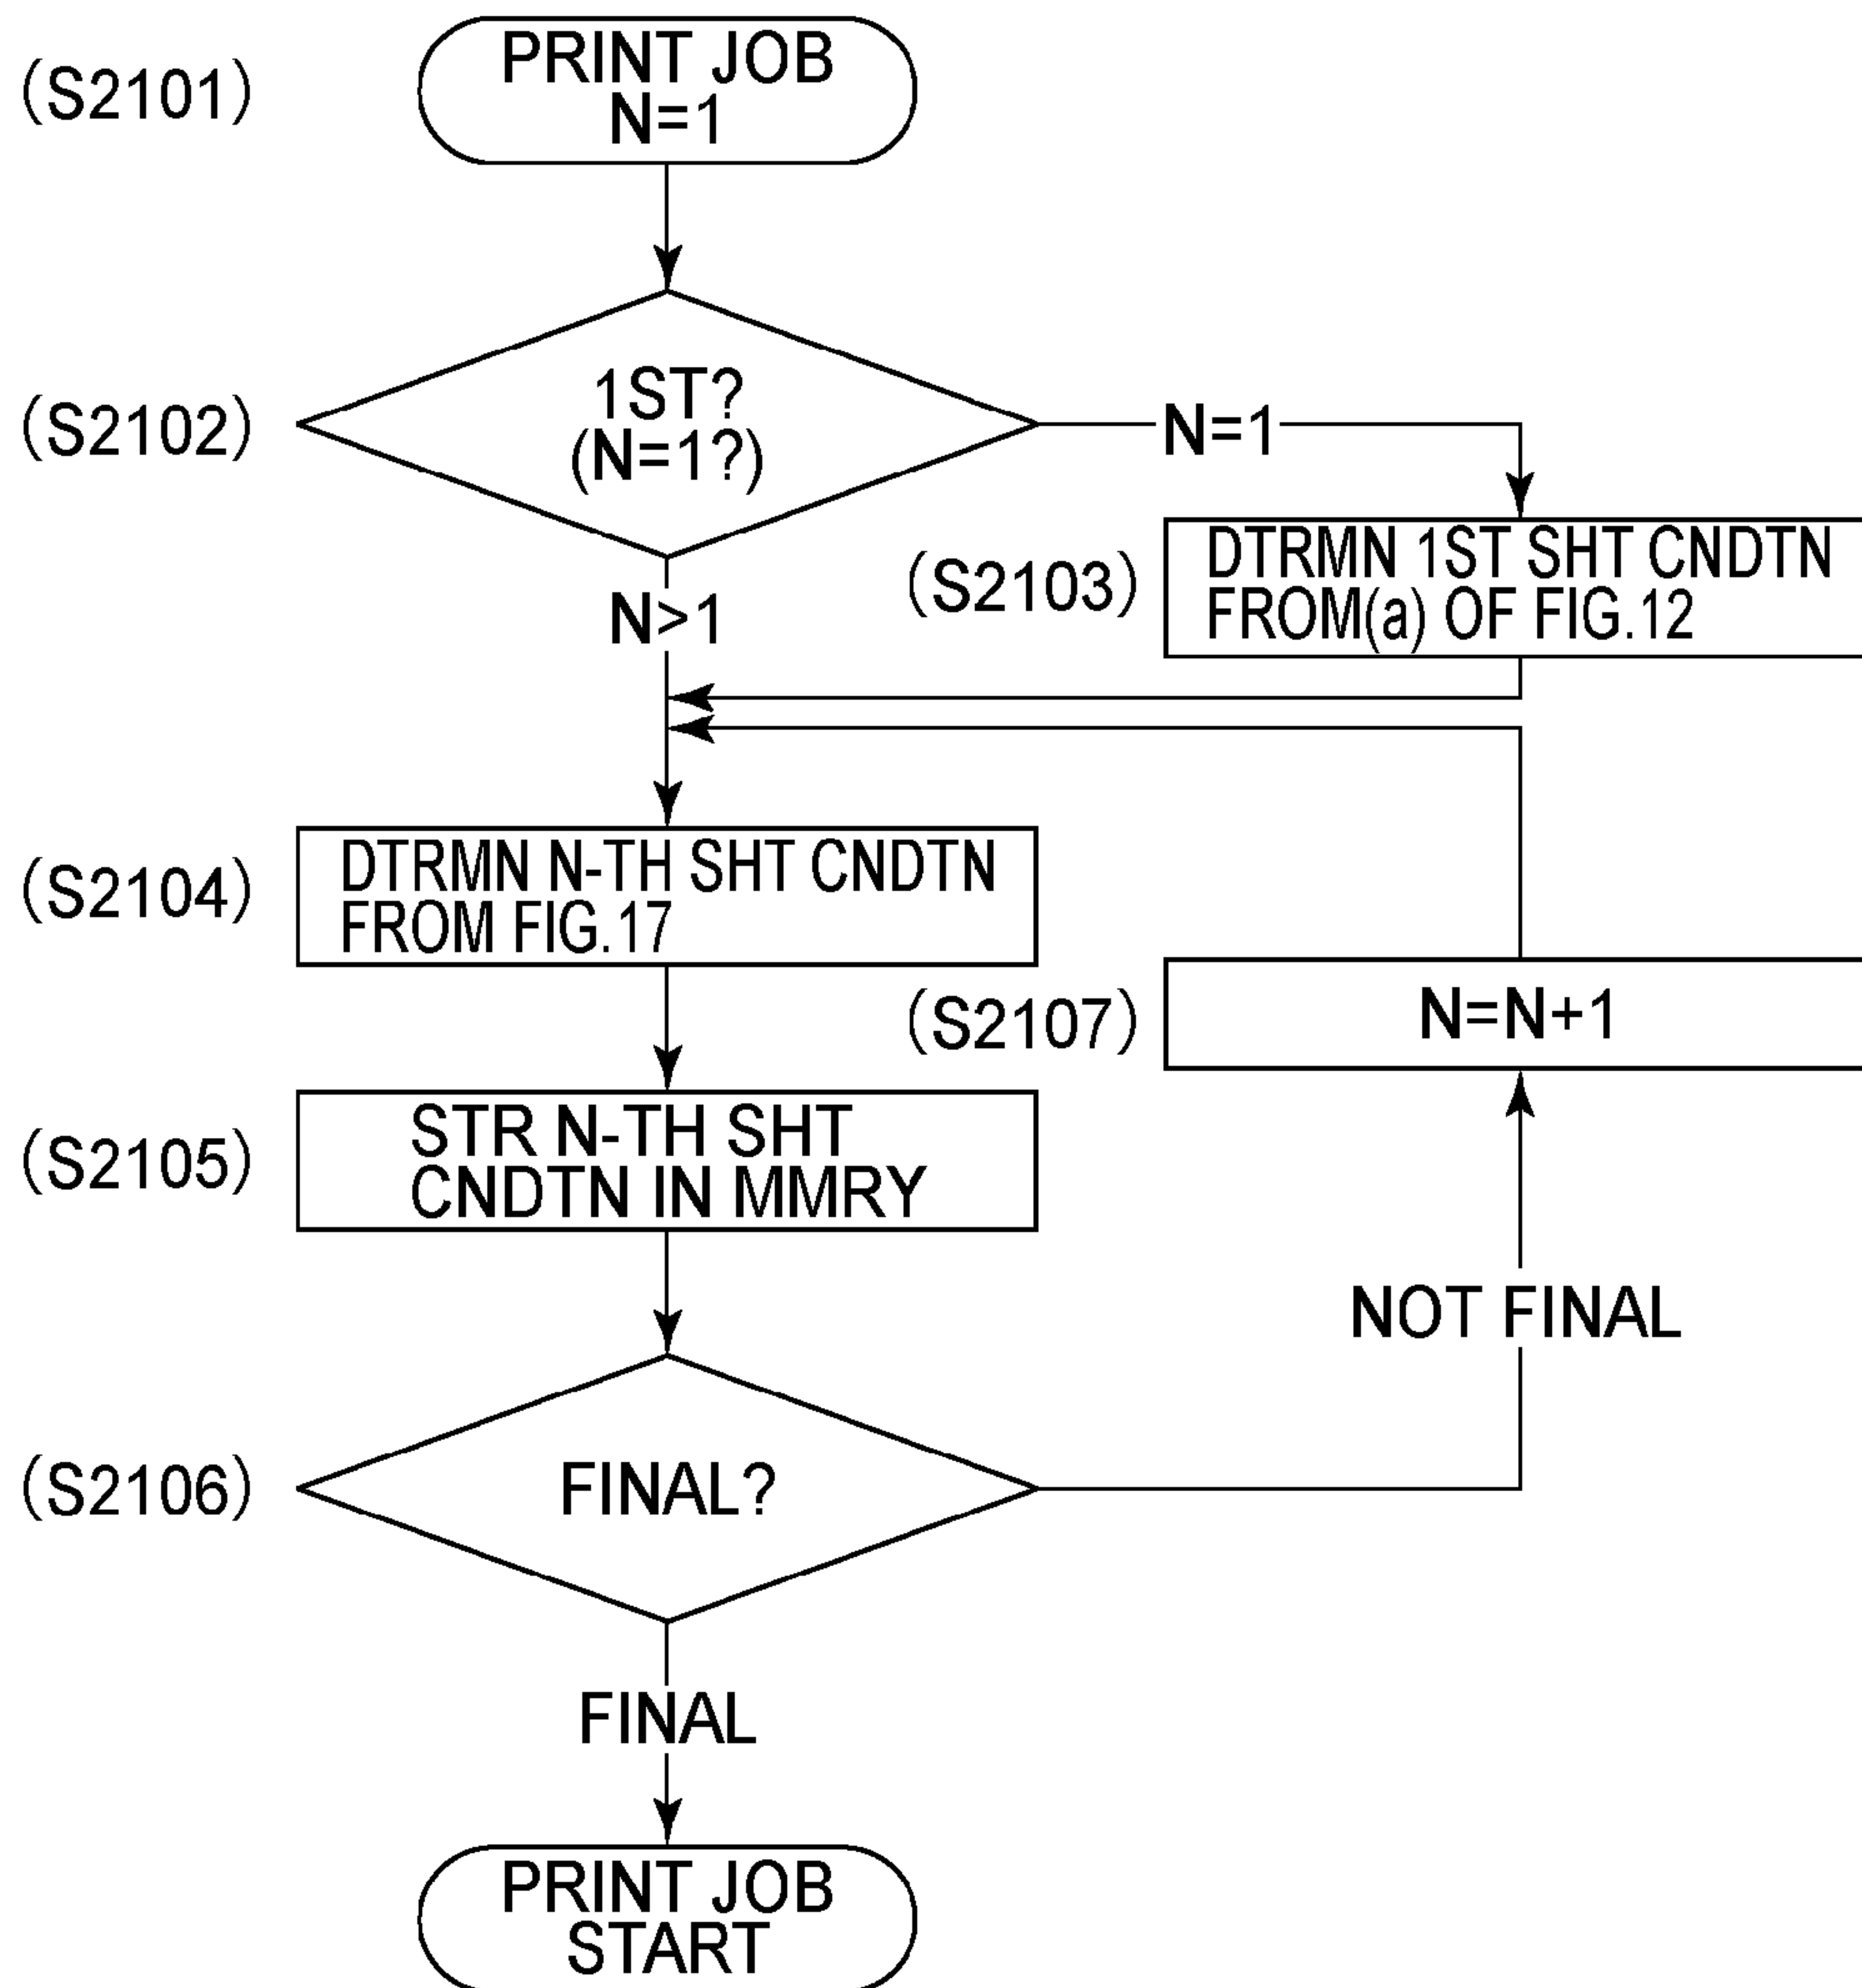 (S2101)
PRINT JOB
N=1
(S2102)
1ST?
(N=1?)
N=1
N>1
(S2103)
DTRMN 1ST SHT CNDTN
FROM(a) OF FIG.12
(S2104)
DTRMN N-TH SHT CNDTN
FROM FIG.17
(S2107)
N=N+1
(S2105)
STR N-TH SHT
CNDTN IN MMRY
NOT FINAL
(S2106)
FINAL?
FINAL
PRINT JOB
START